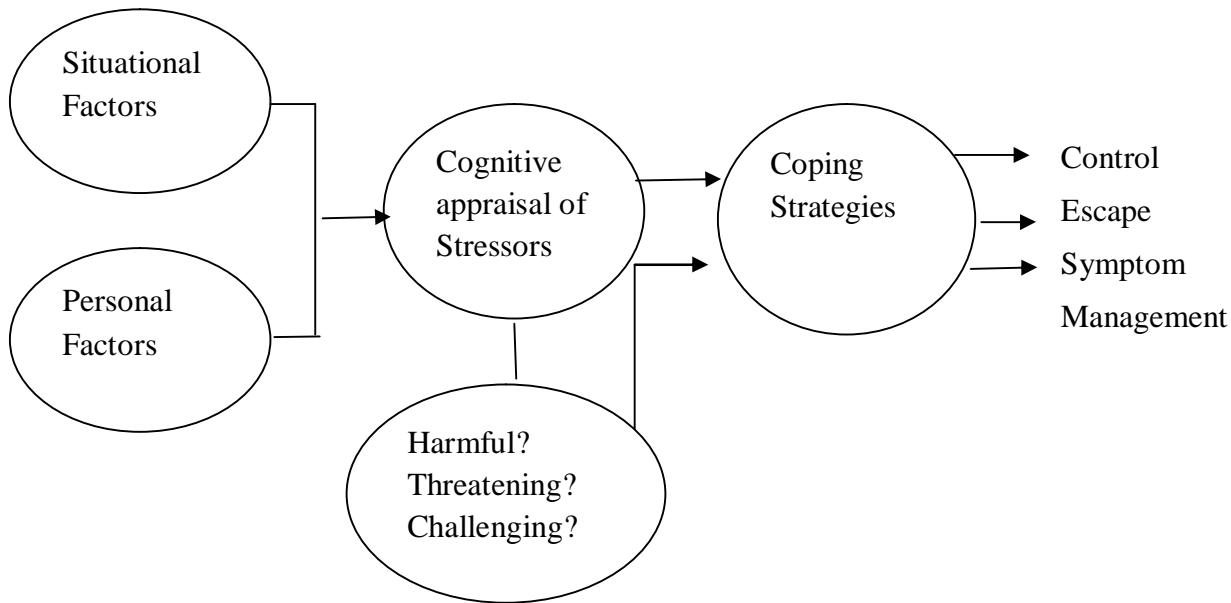 Situational
Factors
Personal
Factors
Cognitive
appraisal of
Stressors
Harmful?
Threatening?
Challenging?
Coping
Strategies
Control
Escape
Symptom
Management